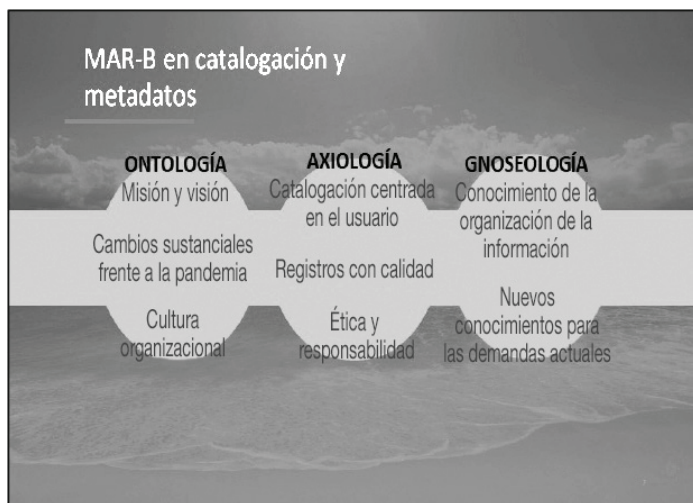 MAR-B en catalogación y
metadatos
ONTOLOGÍA
Misión y visión
Cambios sustanciales
frente a la pandemia
Cultura
organizacional
AXIOLOGÍA
Catalogación centrada
en el usuario
Registros con calidad
Ética y
responsabilidad
GNOSEOLOGÍA
Conocimiento de la
organización de la
información
Nuevos
conocimientos para
las demandas actuales